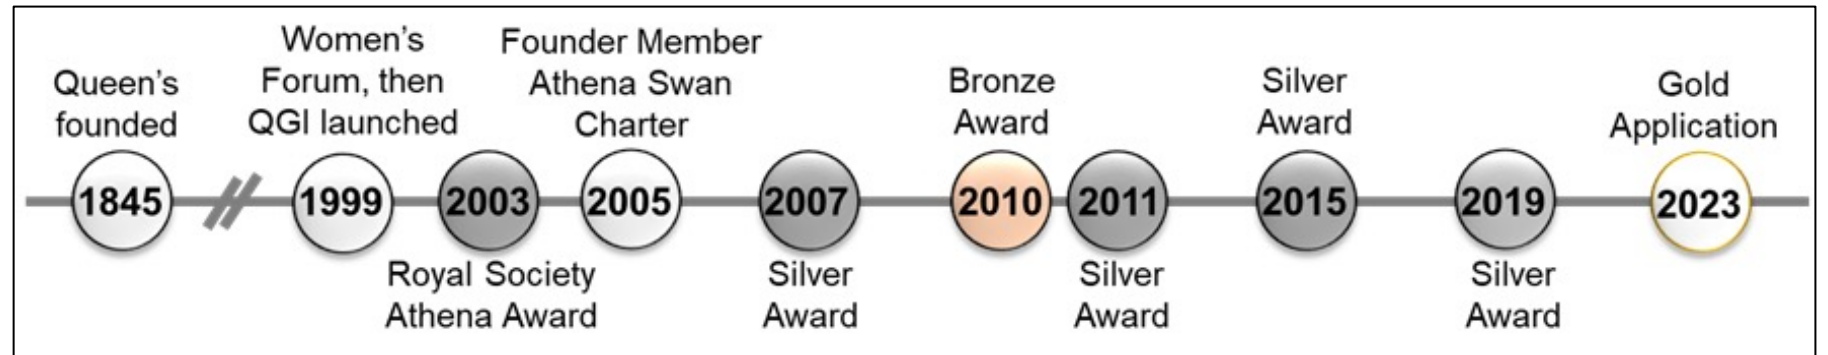 Queen's
founded
1845
Women's
Forum, then
QGI launched
1999
2003
Royal Society
Athena Award
Founder Member
Athena Swan
Charter
2005
2007
Silver
Award
Bronze
Award
2010
2011
Silver
Award
Silver
Award
2015
2019
Silver
Award
Gold
Application
2023